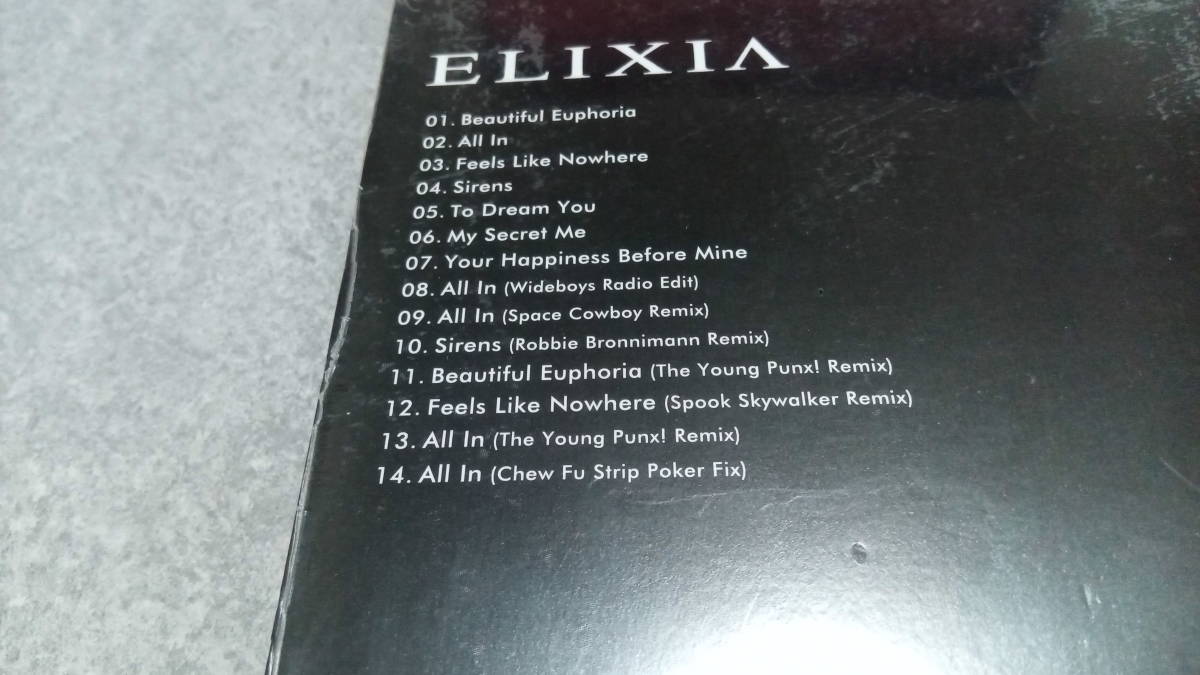 ELIXIA
01. Beautiful Euphoria
02. All In
03. Feels Like Nowhere
04. Sirens
05. To Dream You
06. My Secret Me
07. Your Happiness Before Mine
08. All In (Wideboys Radio Edit)
09. All In (Space Cowboy Remix)
10. Sirens (Robbie Bronnimann Remix)
11. Beautiful Euphoria (The Young Punx! Remix)
12. Feels Like Nowhere (Spook Skywalker Remix)
13. All In (The Young Punx! Remix)
14. All In (Chew Fu Strip Poker Fix)